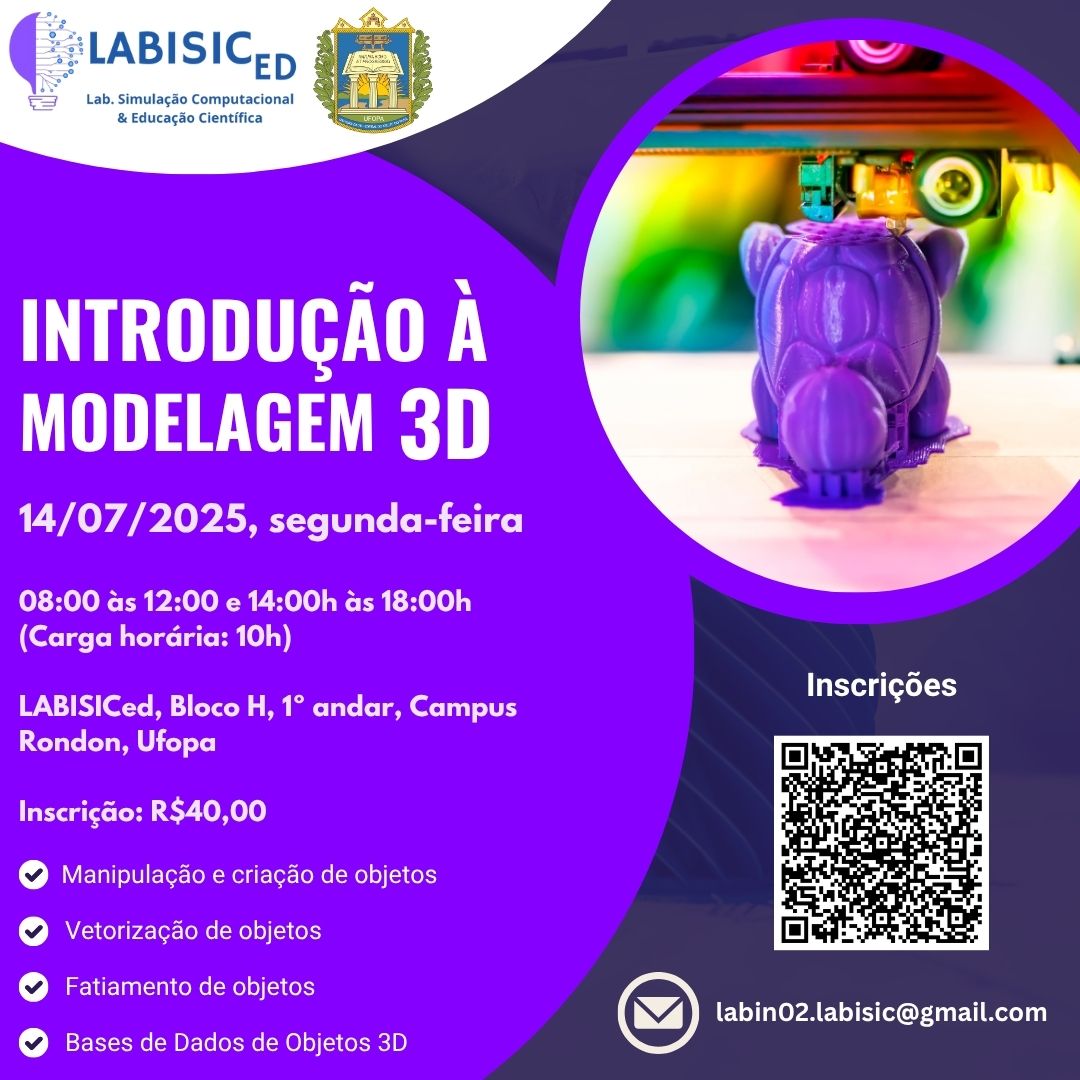 LABISICED
Lab. Simulação Computacional
& Educação Científica
UFOPA
INTRODUÇÃO À
MODELAGEM 3D
14/07/2025, segunda-feira
08:00 às 12:00 e 14:00h às 18:00h
(Carga horária: 10h)
LABISICed, Bloco H, 1º andar, Campus
Rondon, Ufopa
Inscrição: R$40,00
Manipulação e criação de objetos
Vetorização de objetos
Fatiamento de objetos
Bases de Dados de Objetos 3D
Inscrições
labin02.labisic@gmail.com